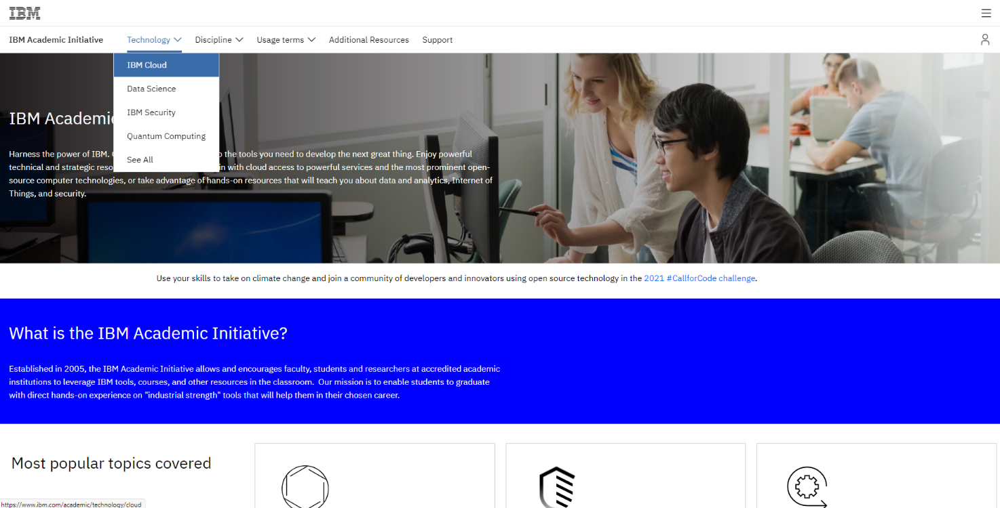 IBM
IBM Academic Initiative Technology Discipline Usage terms Additional Resources Support
IBM Cloud
Data Science
IBM Security
Quantum Computing
See All
IBM Academic
Harness the power of IBM. the tools you need to develop the next great thing. Enjoy powerful
technical and strategic in with cloud access to powerful services and the most prominent open-
source computer technologies, or take advantage of hands-on resources that will teach you about data and analytics, Internet of
Things, and security.
Use your skills to take on climate change and join a community of developers and innovators using open source technology in the 2021 #CallforCode challenge.
What is the IBM Academic Initiative?
Established in 2005, the IBM Academic Initiative allows and encourages faculty, students and researchers at accredited academic
institutions to leverage IBM tools, courses, and other resources in the classroom. Our mission is to enable students to graduate
with direct hands-on experience on "industrial strength" tools that will help them in their chosen career.
Most popular topics covered
https://www.ibm.com/academic/technology/cloud